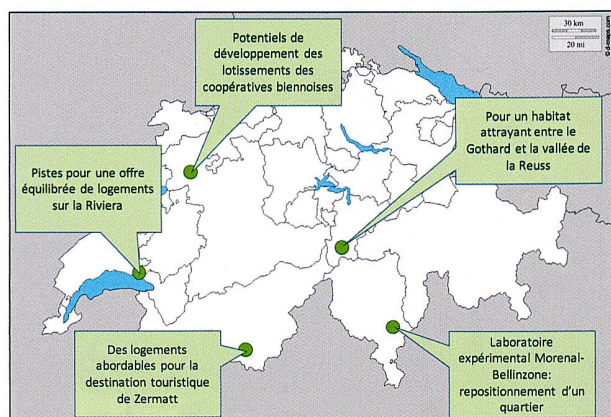 30 km
20 mi
© d-maps.com
Potentiels de
développement des
lotissements des
coopératives biennoises
Pour un habitat
attrayant entre le
Gothard et la vallée de
la Reuss
Pistes pour une offre
équilibrée de logements
sur la Riviera
Des logements
abordables pour la
destination touristique
de Zermatt
Laboratoire
expérimental Morenal-
Bellinzone:
repositionnement d'un
quartier